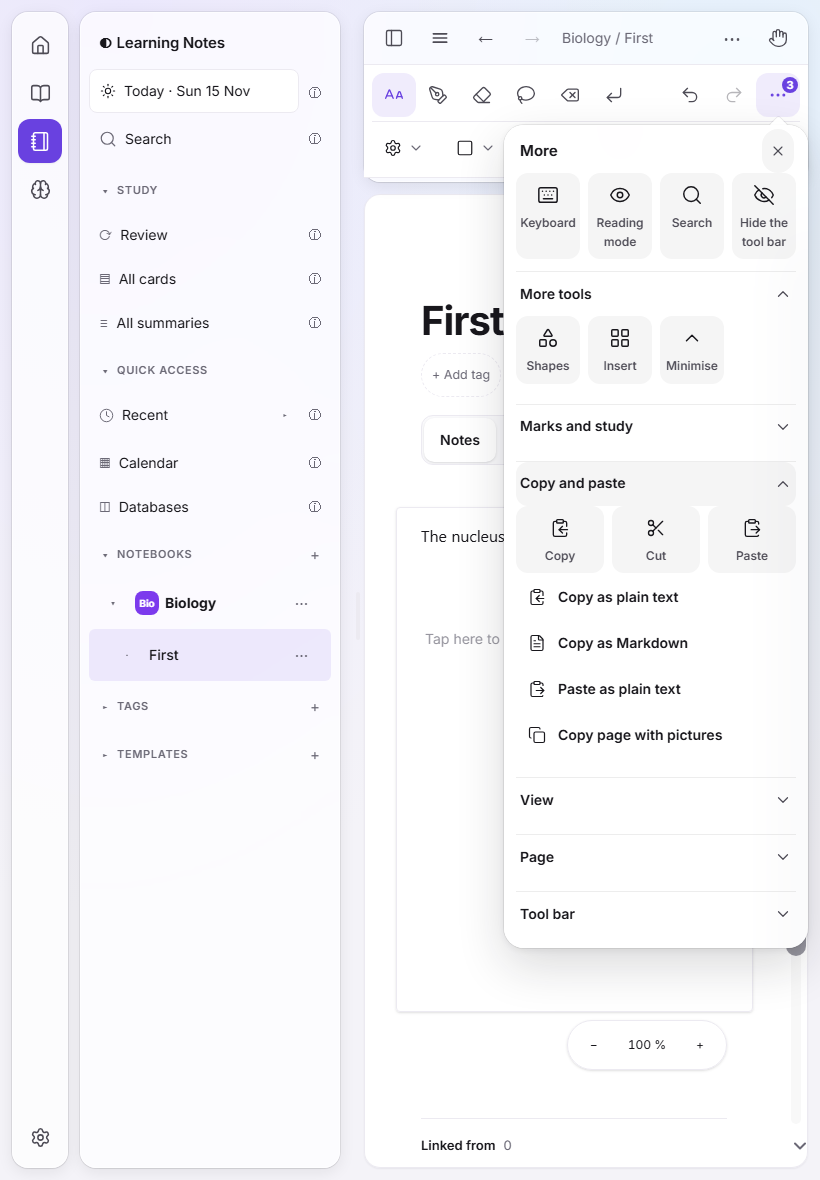 Learning Notes
Today · Sun 15 Nov
Search
STUDY
Review
All cards
All summaries
QUICK ACCESS
Recent
Calendar
Databases
NOTEBOOKS
Bio Biology
First
TAGS
TEMPLATES
Biology / First
AA
3
More
Keyboard
Reading mode
Search
Hide the tool bar
More tools
Shapes
Insert
Minimise
Marks and study
Copy and paste
Copy
Cut
Paste
Copy as plain text
Copy as Markdown
Paste as plain text
Copy page with pictures
View
Page
Tool bar
First
+ Add tag
Notes
The nucleus
Tap here to
− 100 % +
Linked from 0